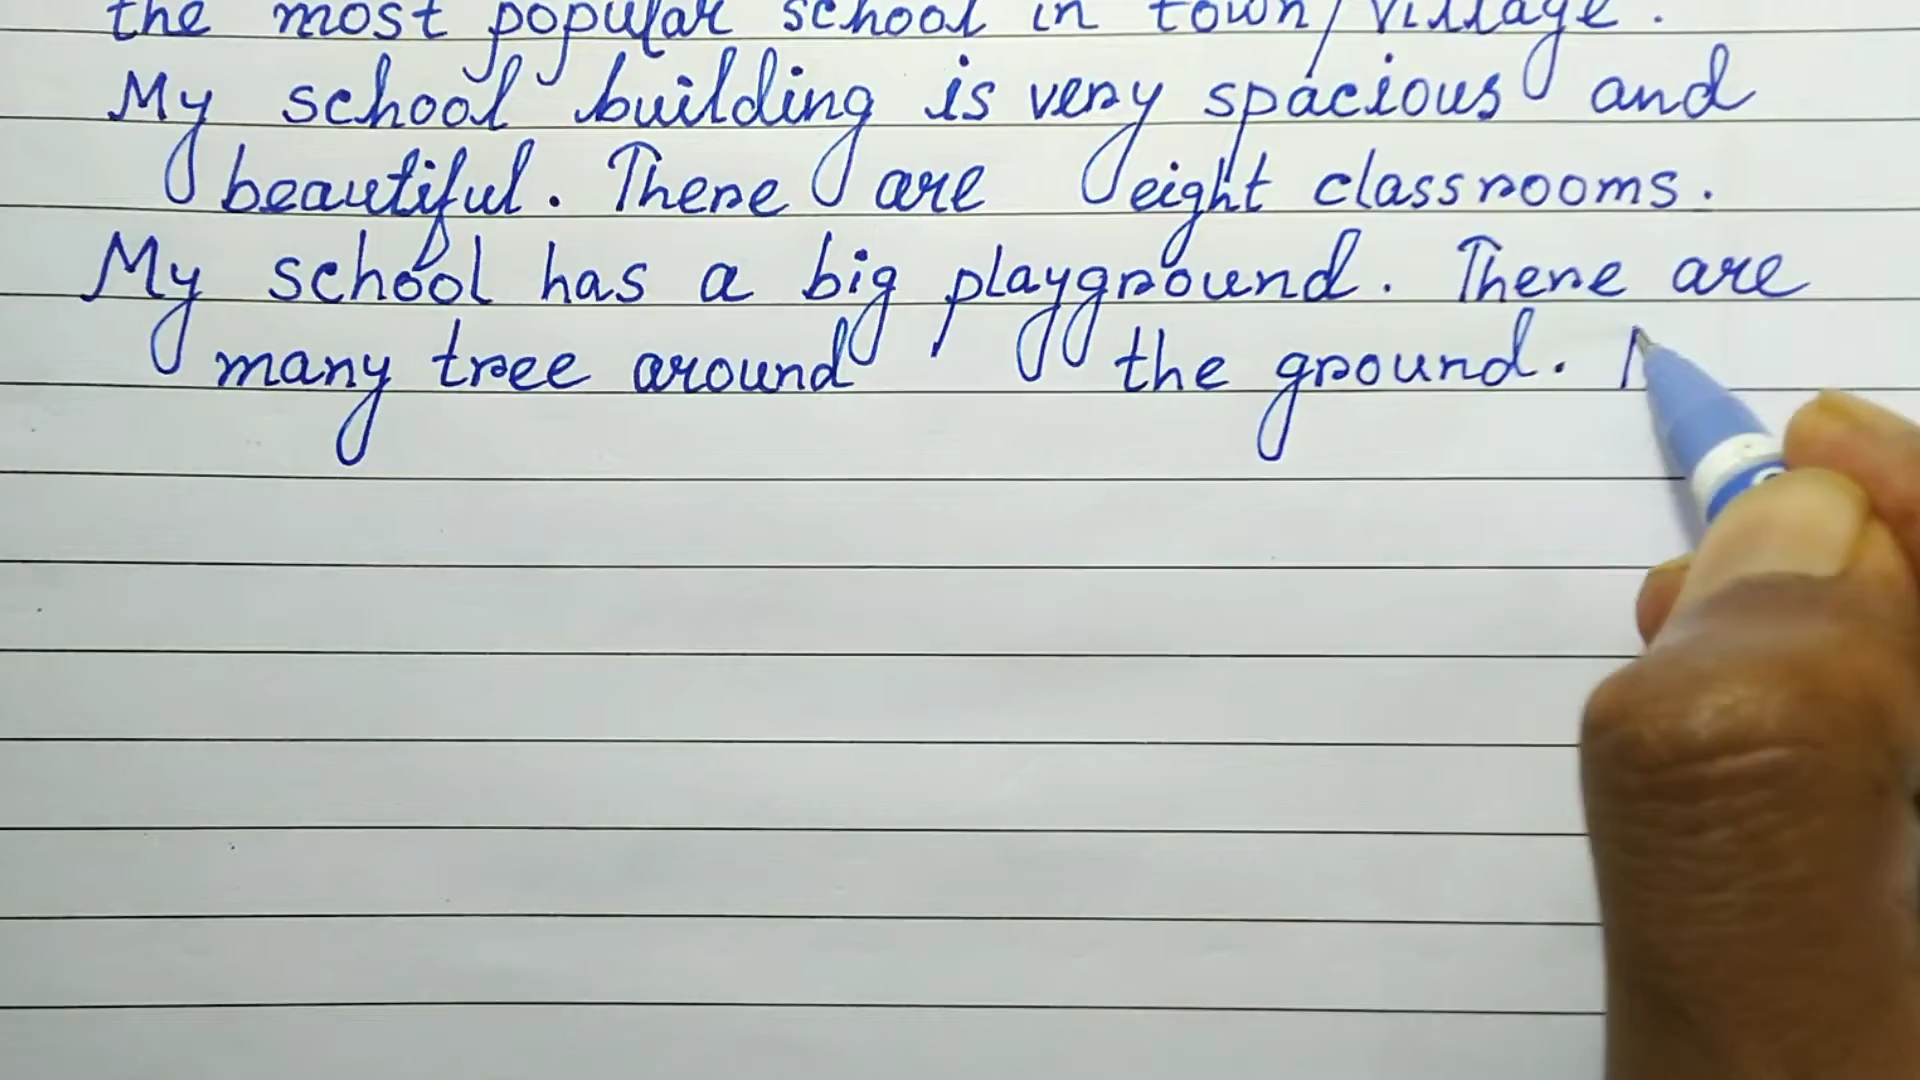 the most popular school in town/village.
My school building is very spacious and
beautiful. There are eight classrooms.
My school has a big playground. There are
many tree around the ground.